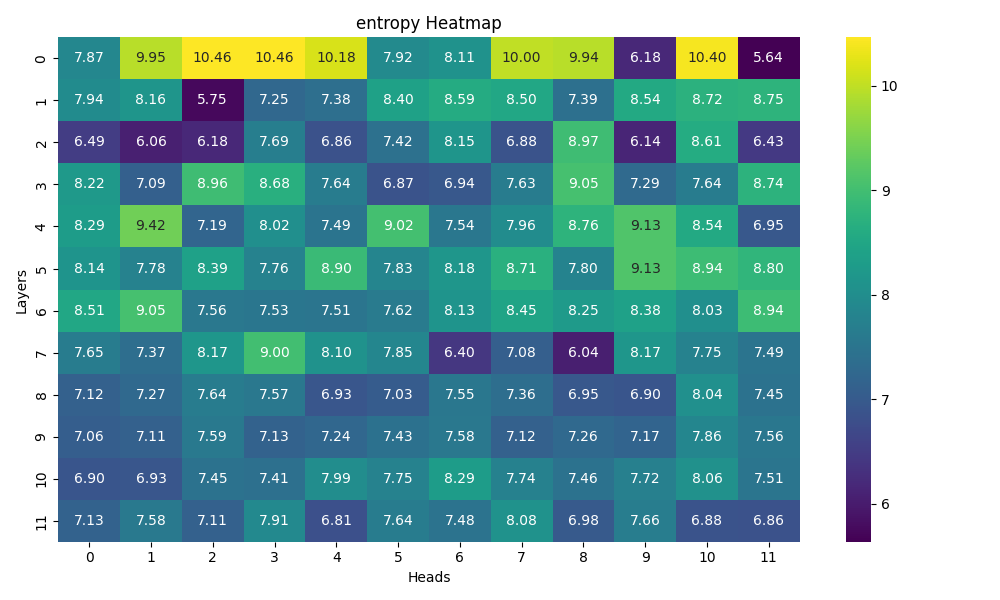 entropy Heatmap
0 7.87 9.95 10.46 10.46 10.18 7.92 8.11 10.00 9.94 6.18 10.40 5.64
1 7.94 8.16 5.75 7.25 7.38 8.40 8.59 8.50 7.39 8.54 8.72 8.75
2 6.49 6.06 6.18 7.69 6.86 7.42 8.15 6.88 8.97 6.14 8.61 6.43
3 8.22 7.09 8.96 8.68 7.64 6.87 6.94 7.63 9.05 7.29 7.64 8.74
4 8.29 9.42 7.19 8.02 7.49 9.02 7.54 7.96 8.76 9.13 8.54 6.95
5 8.14 7.78 8.39 7.76 8.90 7.83 8.18 8.71 7.80 9.13 8.94 8.80
6 8.51 9.05 7.56 7.53 7.51 7.62 8.13 8.45 8.25 8.38 8.03 8.94
7 7.65 7.37 8.17 9.00 8.10 7.85 6.40 7.08 6.04 8.17 7.75 7.49
8 7.12 7.27 7.64 7.57 6.93 7.03 7.55 7.36 6.95 6.90 8.04 7.45
9 7.06 7.11 7.59 7.13 7.24 7.43 7.58 7.12 7.26 7.17 7.86 7.56
10 6.90 6.93 7.45 7.41 7.99 7.75 8.29 7.74 7.46 7.72 8.06 7.51
11 7.13 7.58 7.11 7.91 6.81 7.64 7.48 8.08 6.98 7.66 6.88 6.86
0 1 2 3 4 5 6 7 8 9 10 11
Heads
Layers
10
9
8
7
6